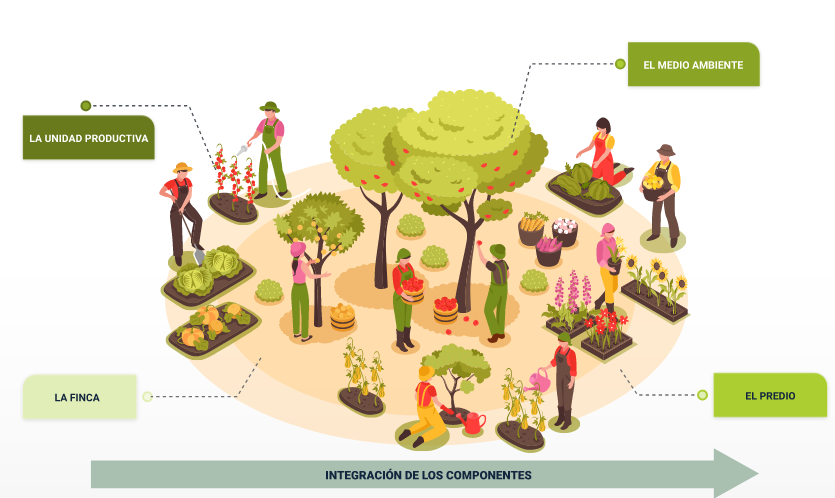 EL MEDIO AMBIENTE
LA UNIDAD PRODUCTIVA
LA FINCA
EL PREDIO
INTEGRACIÓN DE LOS COMPONENTES